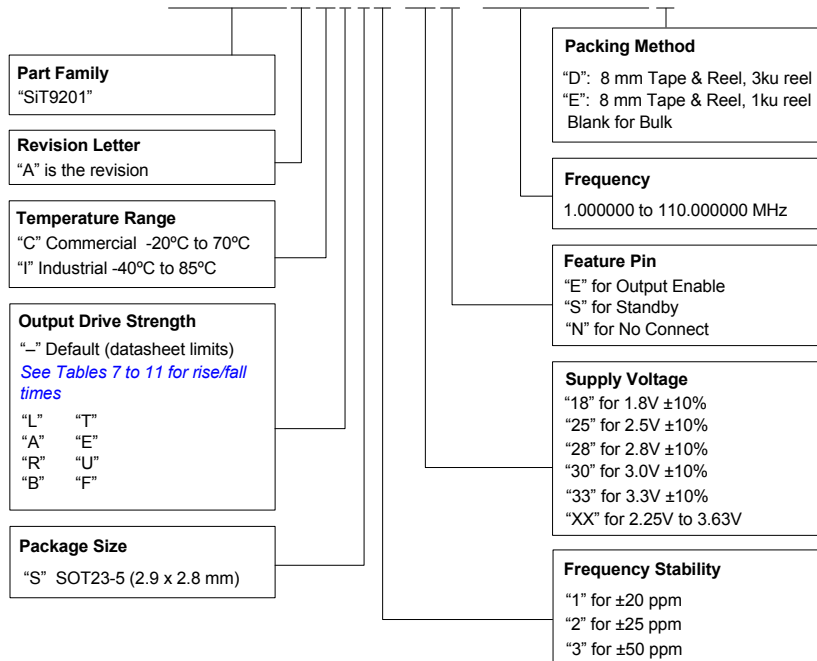 Part Family
“SiT9201”
Revision Letter
“A” is the revision
Temperature Range
“C” Commercial -20ºC to 70ºC
“I” Industrial -40ºC to 85ºC
Output Drive Strength
“–” Default (datasheet limits)
See Tables 7 to 11 for rise/fall
times
“L” “T”
“A” “E”
“R” “U”
“B” “F”
Package Size
“S” SOT23-5 (2.9 x 2.8 mm)
Packing Method
“D”: 8 mm Tape & Reel, 3ku reel
“E”: 8 mm Tape & Reel, 1ku reel
Blank for Bulk
Frequency
1.000000 to 110.000000 MHz
Feature Pin
“E” for Output Enable
“S” for Standby
“N” for No Connect
Supply Voltage
“18” for 1.8V ±10%
“25” for 2.5V ±10%
“28” for 2.8V ±10%
“30” for 3.0V ±10%
“33” for 3.3V ±10%
“XX” for 2.25V to 3.63V
Frequency Stability
“1” for ±20 ppm
“2” for ±25 ppm
“3” for ±50 ppm